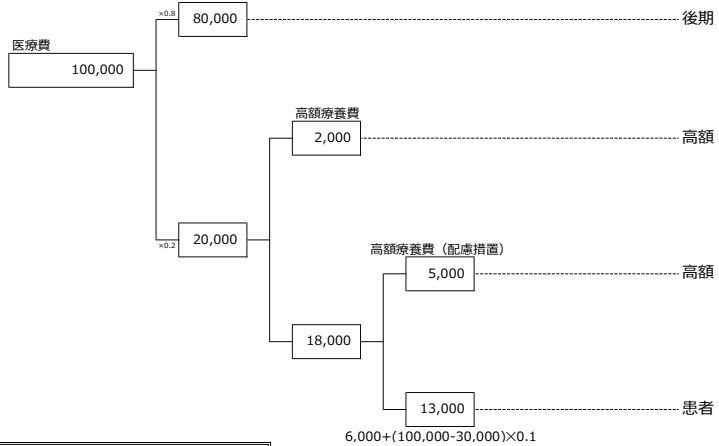 ×0.8
80,000
後期
医療費
100,000
高額療養費
2,000
高額
×0.2
20,000
高額療養費（配慮措置）
5,000
高額
18,000
13,000
患者
6,000+(100,000-30,000)×0.1